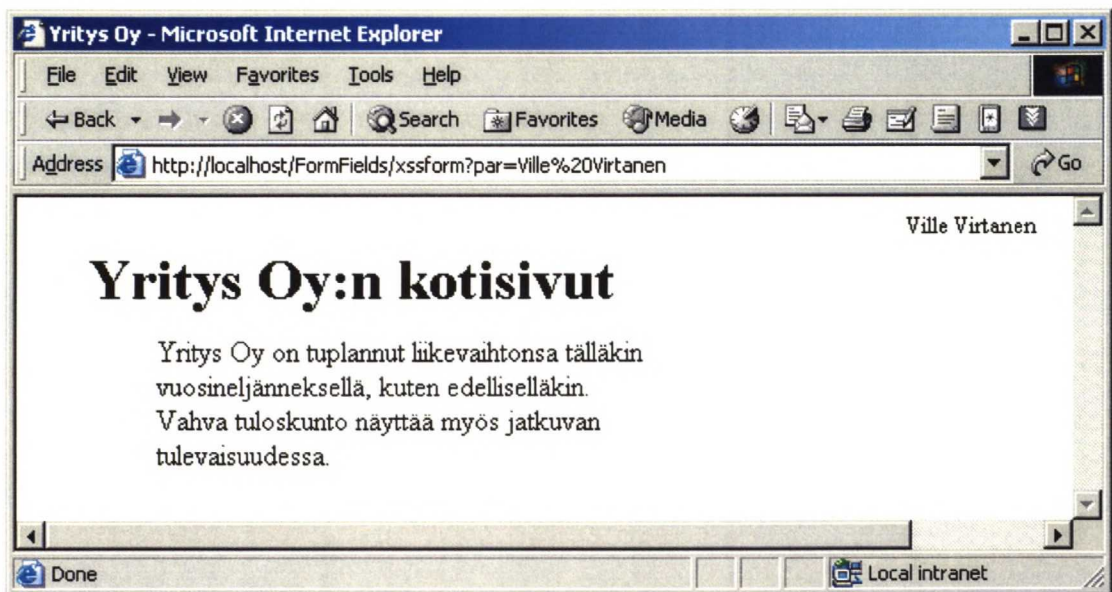 Yritys Oy - Microsoft Internet Explorer
File Edit View Favorites Tools Help
Back Search Favorites Media
Address http://localhost/FormFields/xssform?par=Ville%20Virtanen Go
Ville Virtanen
Yritys Oy:n kotisivut
Yritys Oy on tuplannut liikevaihtonsa tälläkin
vuosineljänneksellä, kuten edelliselläkin.
Vahva tuloskunto näyttää myös jatkuvan
tulevaisuudessa.
Done Local intranet